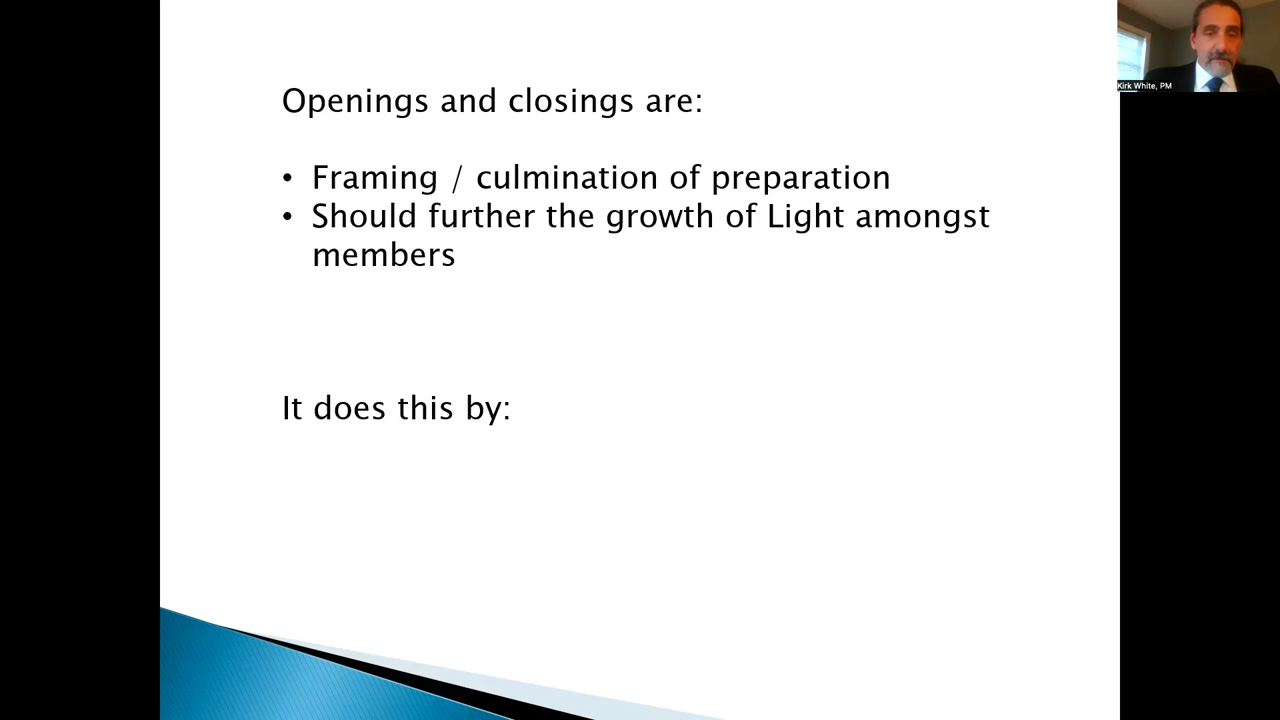 Openings and closings are:
• Framing / culmination of preparation
• Should further the growth of Light amongst
members
It does this by:
Kirk White, PM